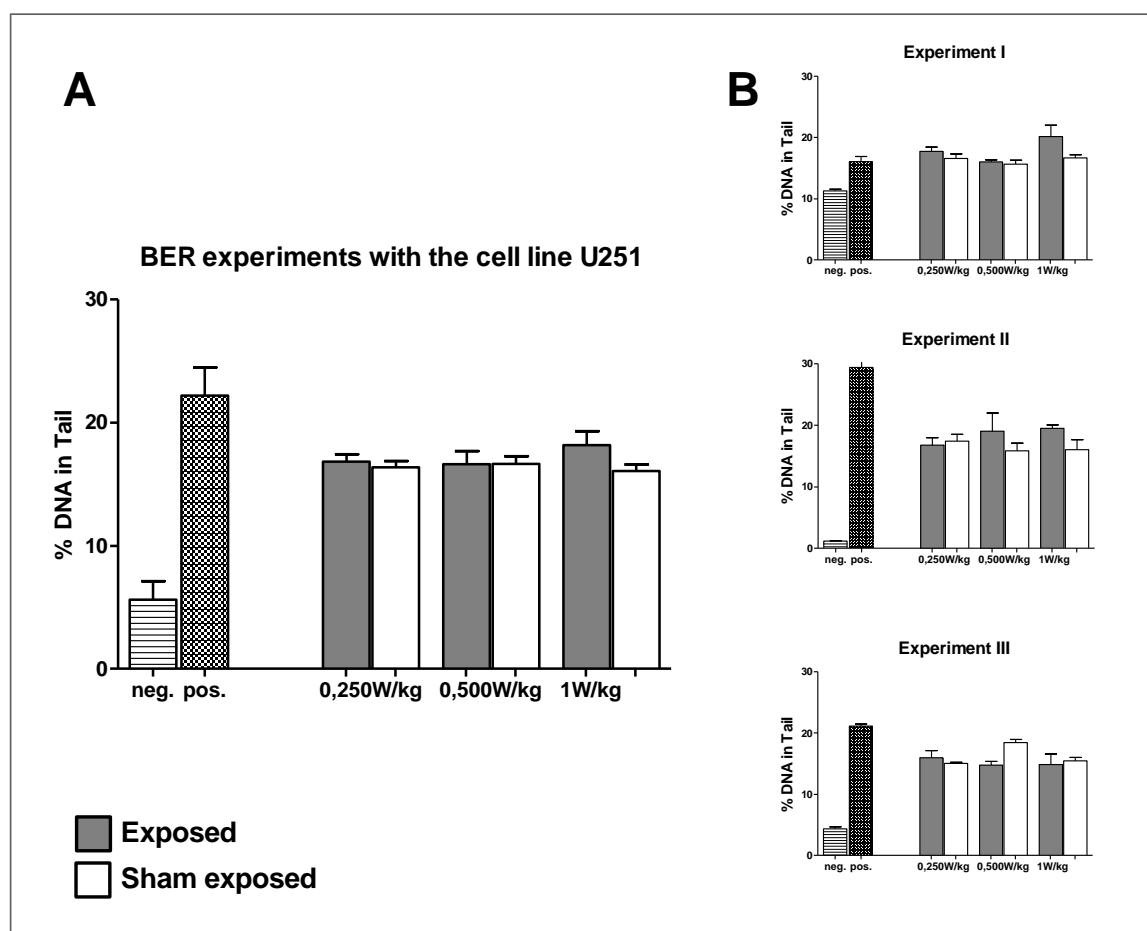 A
BER experiments with the cell line U251
% DNA in Tail
30
20
10
0
neg. pos. 0,250W/kg 0,500W/kg 1W/kg
Exposed
Sham exposed
B
Experiment I
% DNA in Tail
30
20
10
0
neg. pos. 0,250W/kg 0,500W/kg 1W/kg
Experiment II
% DNA in Tail
30
20
10
0
neg. pos. 0,250W/kg 0,500W/kg 1W/kg
Experiment III
% DNA in Tail
30
20
10
0
neg. pos. 0,250W/kg 0,500W/kg 1W/kg